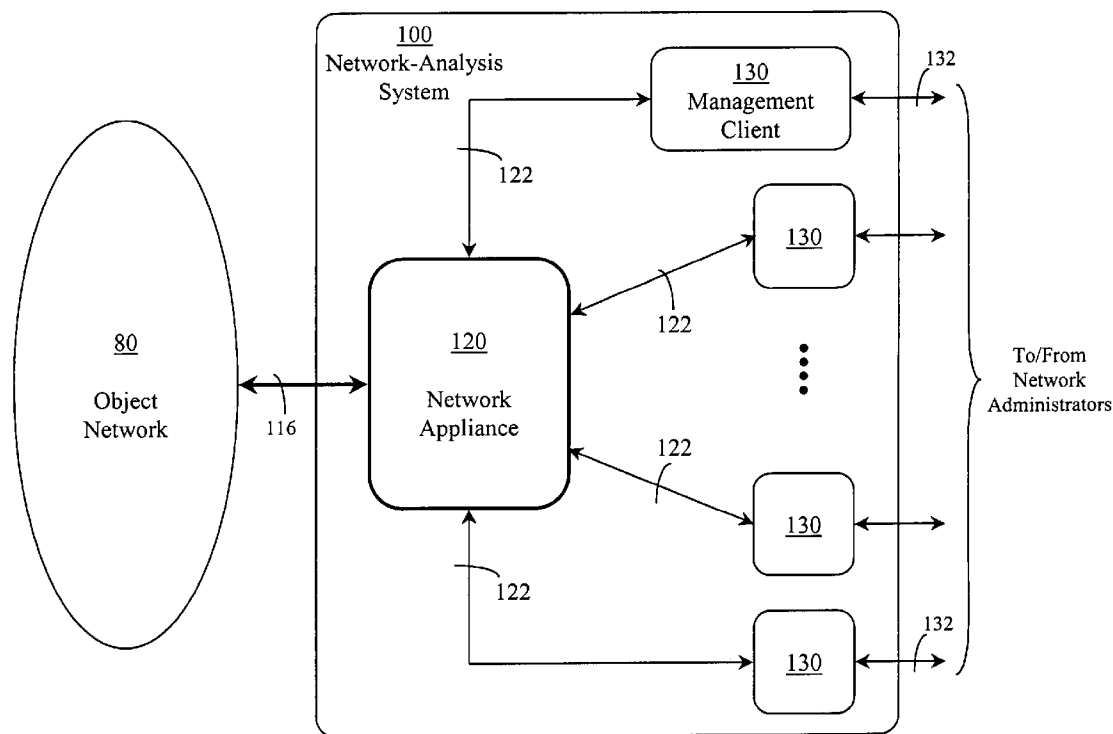 100
Network-Analysis
System
130
Management
Client
132
122
130
122
80
Object
Network
116
120
Network
Appliance
To/From
Network
Administrators
122
130
122
130
132